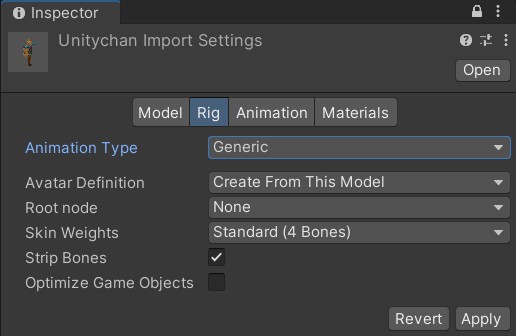 Inspector
Unitychan Import Settings
Open
Model Rig Animation Materials
Animation Type Generic
Avatar Definition Create From This Model
Root node None
Skin Weights Standard (4 Bones)
Strip Bones
Optimize Game Objects
Revert Apply